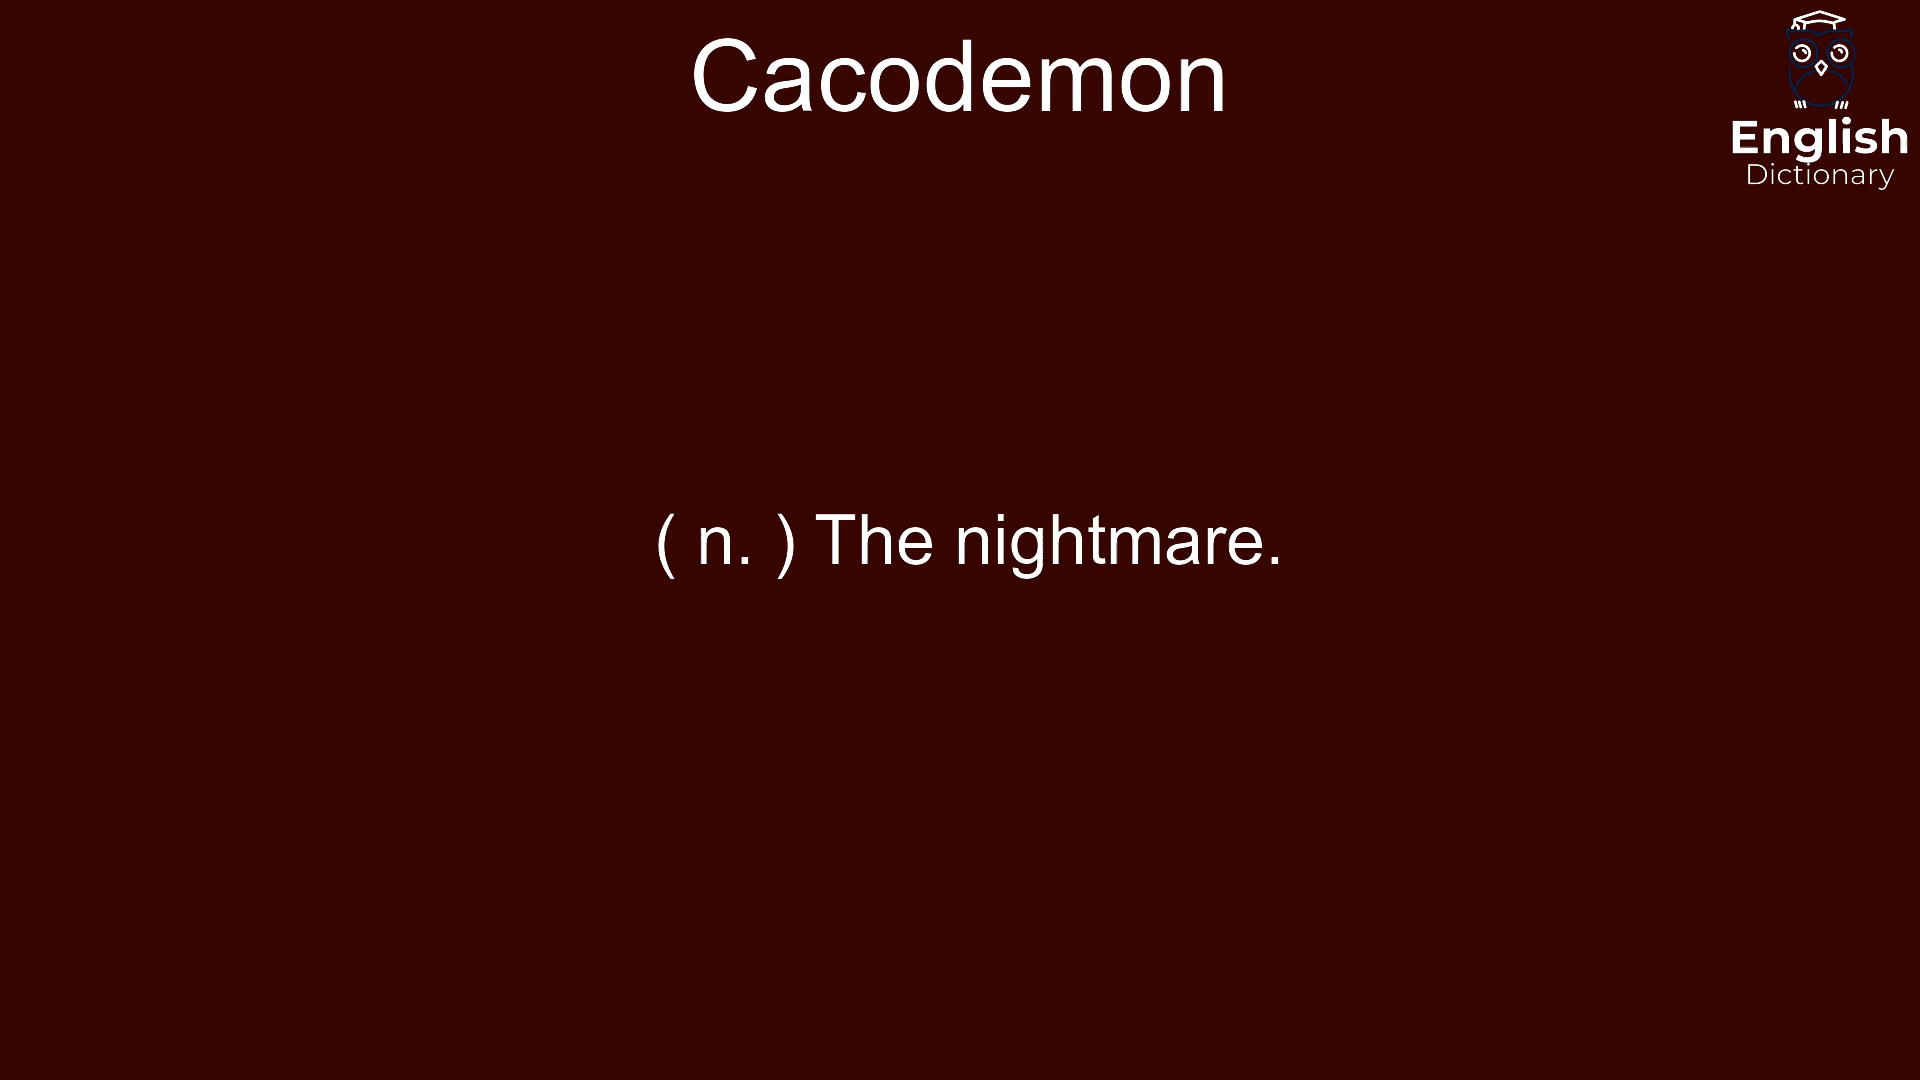 Cacodemon
English
Dictionary
( n. ) The nightmare.